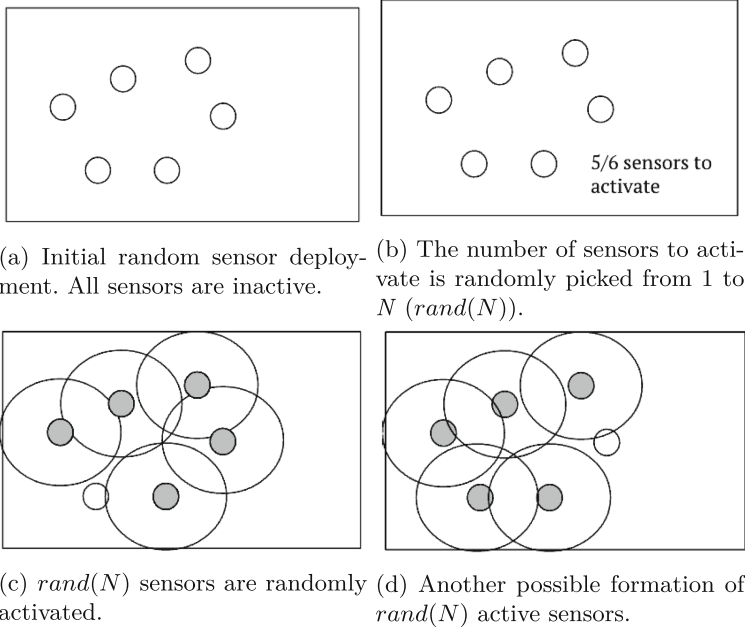 5/6 sensors to
activate
(a) Initial random sensor deploy-
ment. All sensors are inactive.
(b) The number of sensors to acti-
vate is randomly picked from 1 to
N (rand(N)).
(c) rand(N) sensors are randomly
activated.
(d) Another possible formation of
rand(N) active sensors.